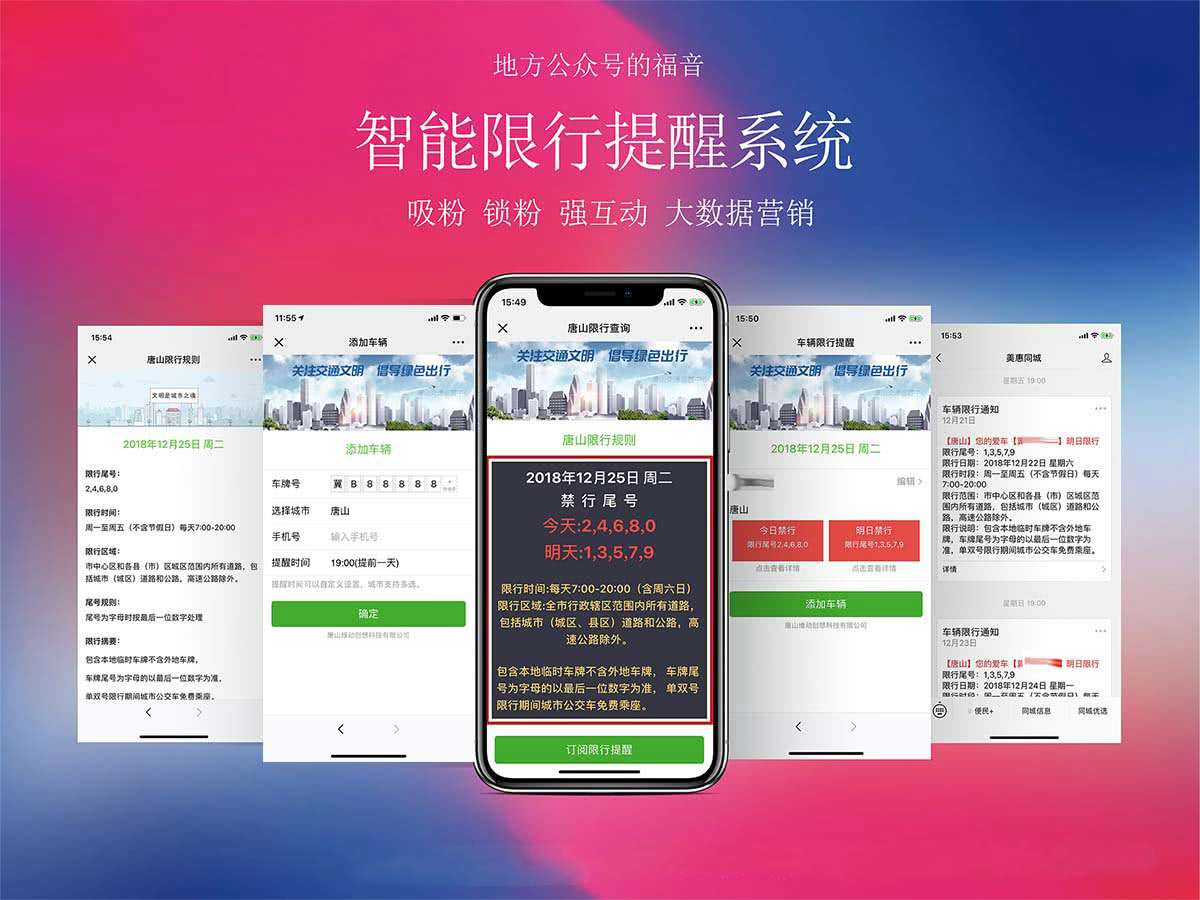 地方公众号的福音
智能限行提醒系统
吸粉 锁粉 强互动 大数据营销
15:54
唐山限行规则
文明是城市之魂
2018年12月25日 周二
限行尾号:
2,4,6,8,0
限行时间:
周一至周五（不含节假日）每天7:00-20:00
限行区域:
市中心区和各县（市）区城区范围内所有道路，包
括城市（城区）道路和公路，高速公路除外。
尾号规则:
尾号为字母时按最后一位数字处理
限行摘要:
包含本地临时车牌不含外地车牌，
车牌尾号为字母的以最后一位数字为准，
单双号限行期间城市公交车免费乘座。
11:55
添加车辆
关注交通文明 倡导绿色出行
添加车辆
车牌号
冀 B 8 8 8 8 8
选择城市 唐山
手机号 输入手机号
提醒时间 19:00(提前一天)
提醒时间可以自定义设置，城市支持多选。
确定
唐山维动创想科技有限公司
15:49
唐山限行查询
关注交通文明 倡导绿色出行
唐山限行规则
2018年12月25日 周二
禁行尾号
今天:2,4,6,8,0
明天:1,3,5,7,9
限行时间:每天7:00-20:00（含周六日）
限行区域:全市行政辖区范围内所有道路，
包括城市（城区、县区）道路和公路，高
速公路除外。
包含本地临时车牌不含外地车牌， 车牌尾
号为字母的以最后一位数字为准， 单双号
限行期间城市公交车免费乘座。
订阅限行提醒
15:50
车辆限行提醒
关注交通文明 倡导绿色出行
2018年12月25日 周二
编辑
唐山
今日禁行
限行尾号2,4,6,8,0
明日禁行
限行尾号1,3,5,7,9
点击查看详情
点击查看详情
添加车辆
唐山维动创想科技有限公司
15:53
美惠同城
星期五 19:00
车辆限行通知
12月21日
【唐山】您的爱车【冀 明日限行
限行尾号: 1,3,5,7,9
限行日期: 2018年12月22日 星期六
限行时段: 周一至周五（不含节假日）每天
7:00-20:00
限行范围: 市中心区和各县（市）区城区范
围内所有道路，包括城市（城区）道路和公
路，高速公路除外。
限行说明: 包含本地临时车牌不含外地车
牌，车牌尾号为字母的以最后一位数字为
准，单双号限行期间城市公交车免费乘座。
详情
星期日 19:00
车辆限行通知
12月23日
【唐山】您的爱车【冀 明日限行
限行尾号: 1,3,5,7,9
限行日期: 2018年12月24日 星期一
限行时段: 周一至周五（不含节假日）每天
便民+ 同城信息 同城优选